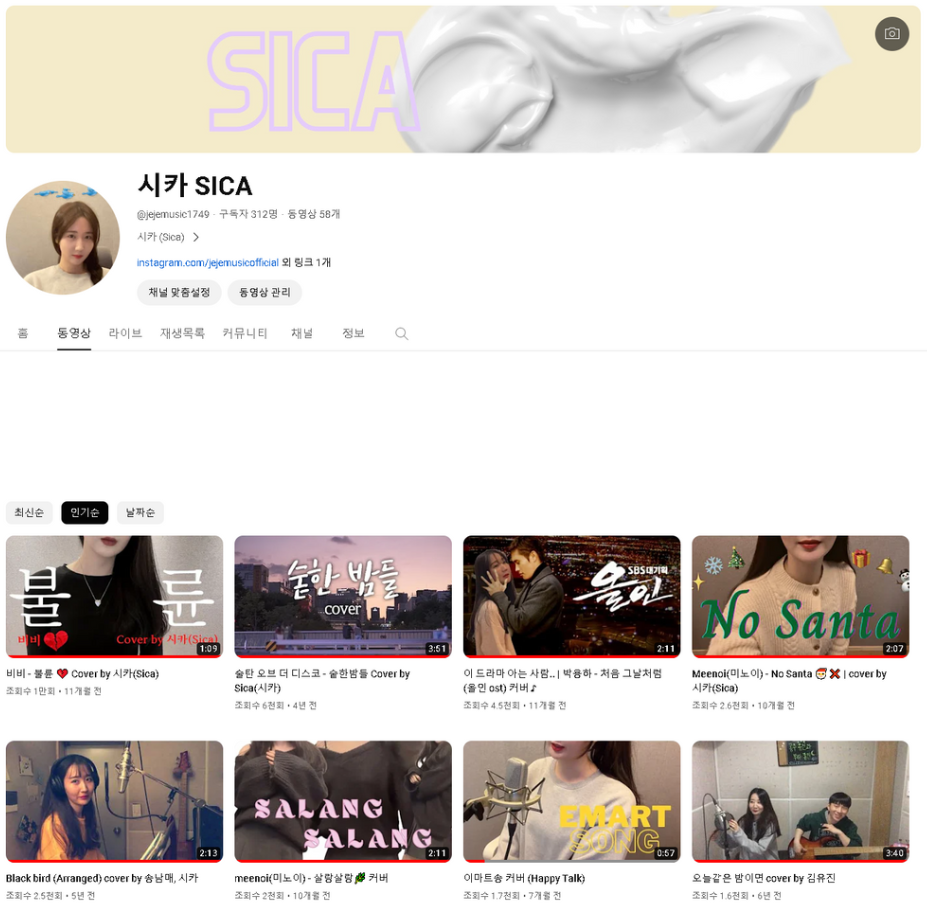 SICA
시카 SICA
@jejemusic1749 · 구독자 312명 · 동영상 58개
시카 (Sica)
instagram.com/jejemusicofficial 외 링크 1개
채널 맞춤설정 동영상 관리
홈 동영상 라이브 재생목록 커뮤니티 채널 정보
최신순 인기순 날짜순
불륜
비비
Cover by 시카(Sica)
1:09
숱한 밤들
cover
3:51
SBS대기획
올인
2:11
No Santa
2:07
비비 - 불륜 ❤️ Cover by 시카(Sica)
조회수 1만회 • 11개월 전
술탄 오브 더 디스코 - 숱한밤들 Cover by
Sica(시카)
조회수 6천회 • 4년 전
이 드라마 아는 사람.. | 박용하 - 처음 그날처럼
(올인 ost) 커버♪
조회수 4.5천회 • 11개월 전
Meenoi(미노이) - No Santa 🎅 ❌ | cover by
시카(Sica)
조회수 2.6천회 • 10개월 전
2:13
SALANG
SALANG
2:11
EMART
SONG
0:57
3:40
Black bird (Arranged) cover by 송남매, 시카
조회수 2.5천회 • 5년 전
meenoi(미노이) - 살랑살랑🌿 커버
조회수 2천회 • 10개월 전
이마트송 커버 (Happy Talk)
조회수 1.7천회 • 7개월 전
오늘같은 밤이면 cover by 김유진
조회수 1.6천회 • 6년 전